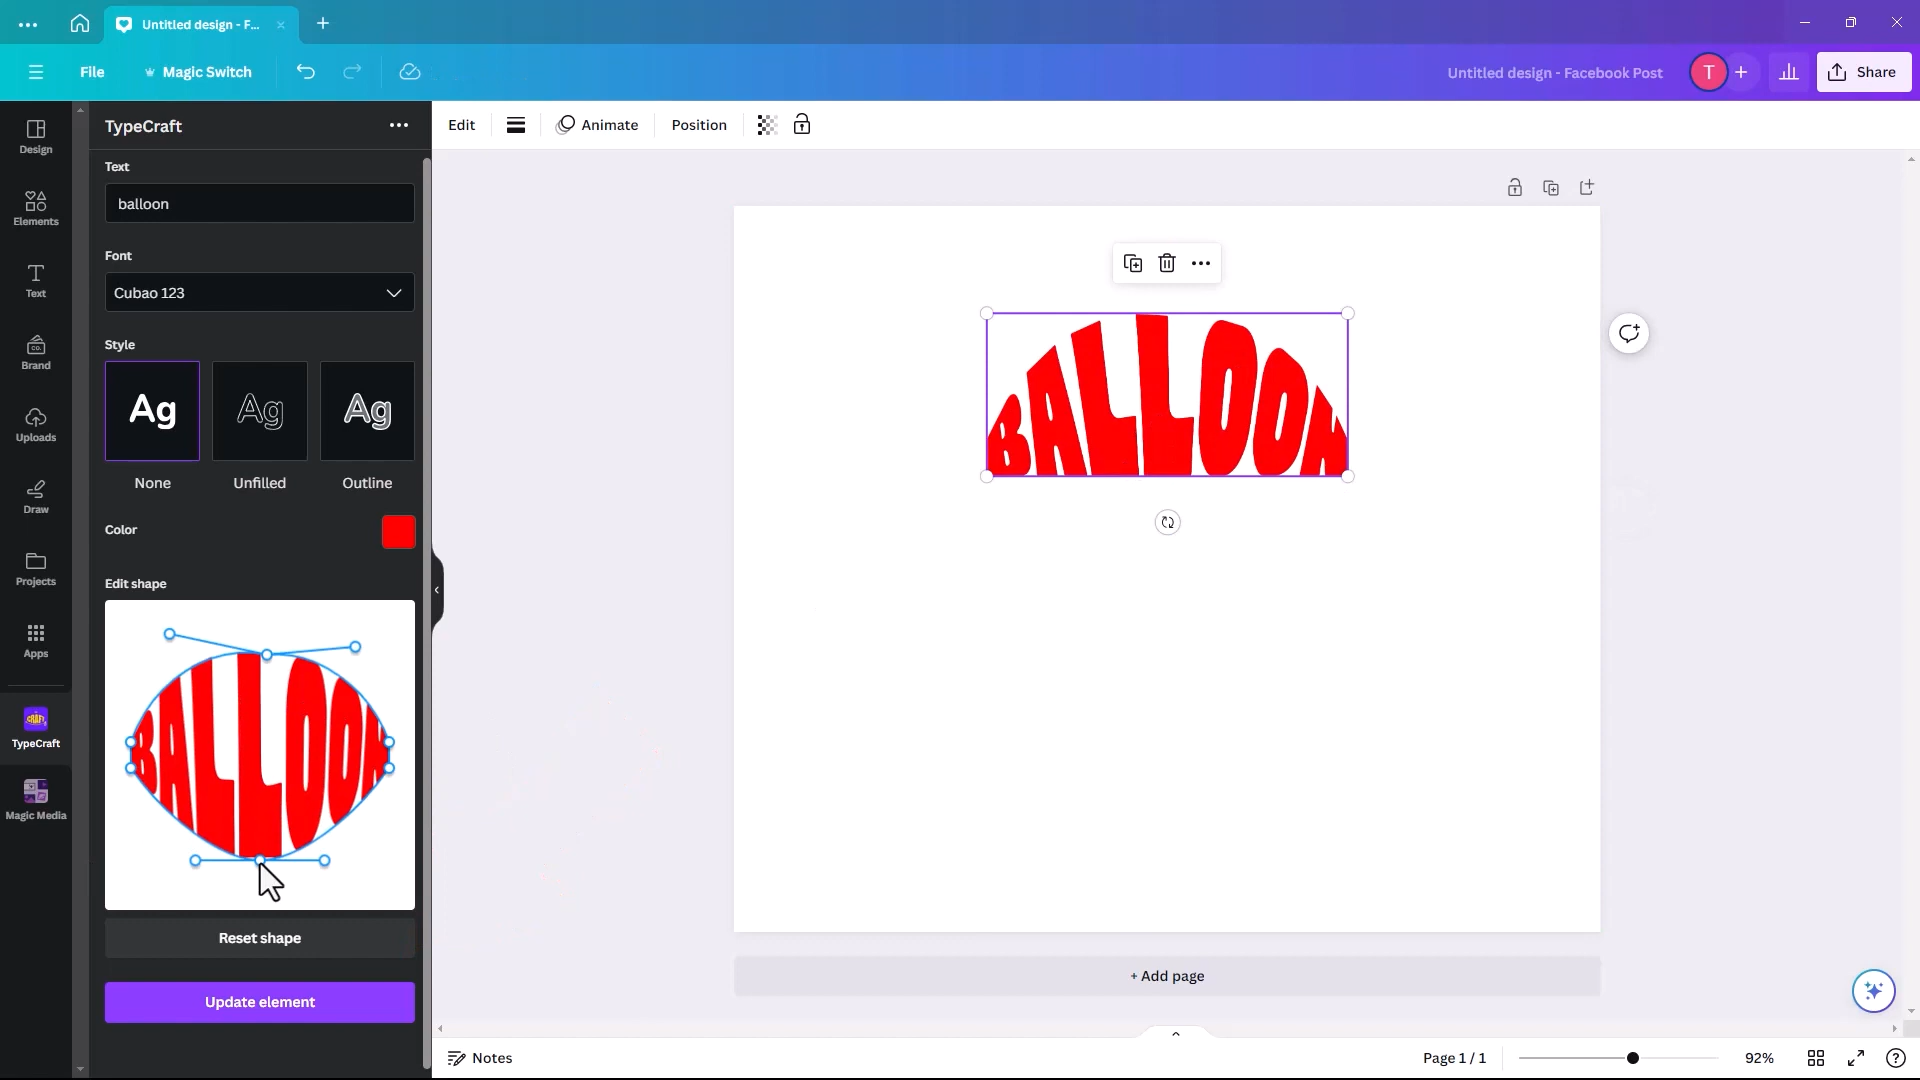 Untitled design - F...
File
Magic Switch
Untitled design - Facebook Post
T
Share
Design
Elements
Text
Brand
Uploads
Draw
Projects
Apps
TypeCraft
Magic Media
TypeCraft
Text
balloon
Font
Cubao 123
Style
Ag
Ag
Ag
None
Unfilled
Outline
Color
Edit shape
BALLOON
Reset shape
Update element
Edit
Animate
Position
BALLOON
+ Add page
Notes
Page 1 / 1
92%